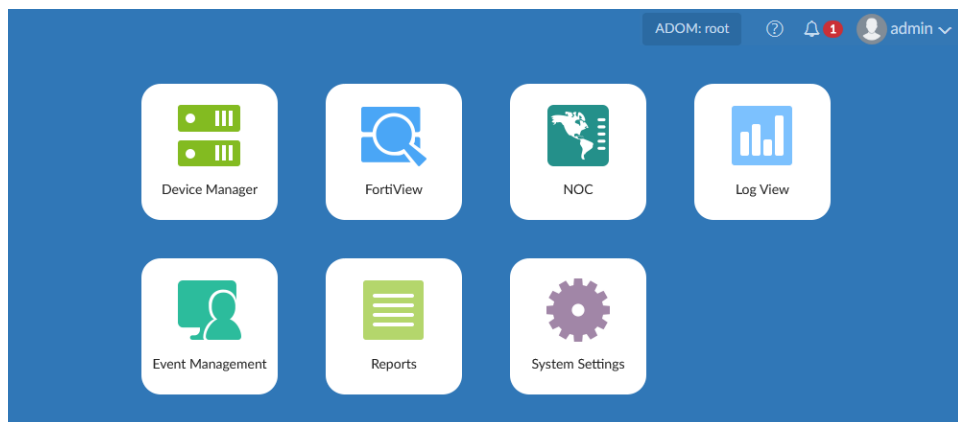 ADOM: root
1
admin
Device Manager
FortiView
NOC
Log View
Event Management
Reports
System Settings